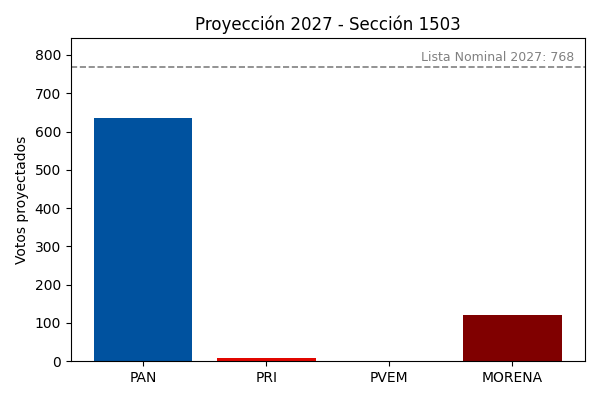 Proyección 2027 - Sección 1503
Lista Nominal 2027: 768
Votos proyectados
800
700
600
500
400
300
200
100
0
PAN PRI PVEM MORENA